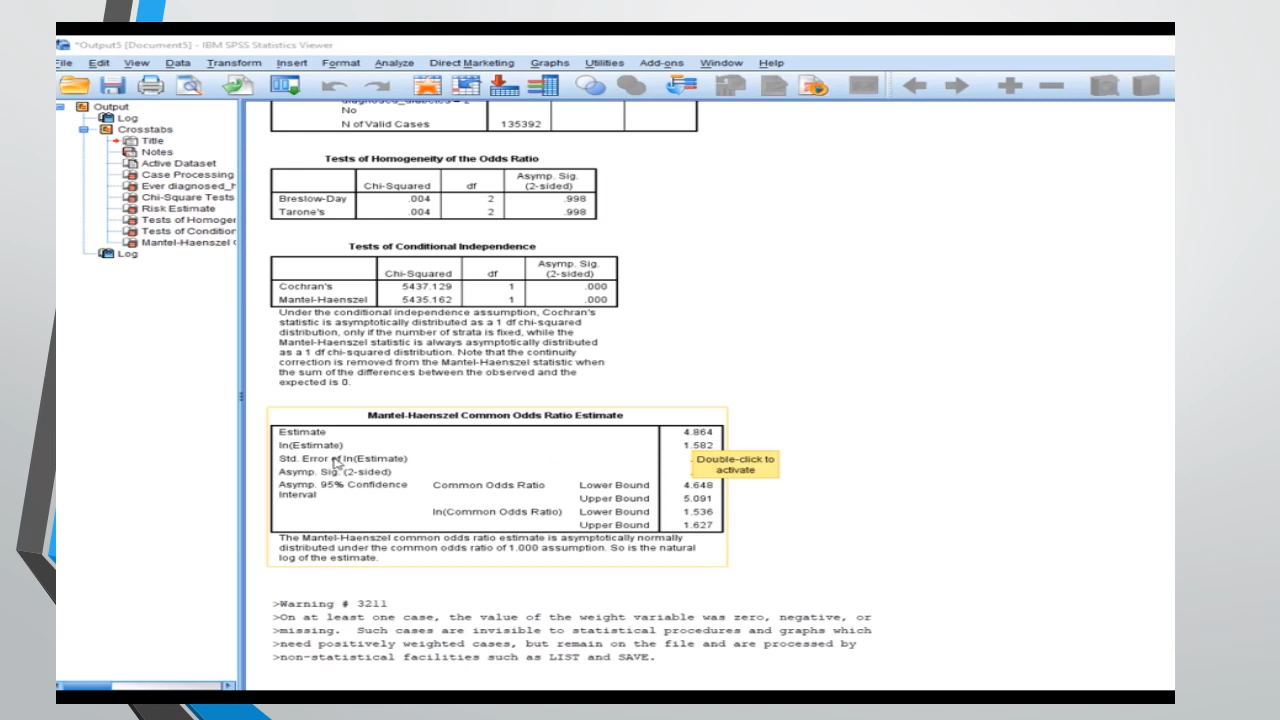 *Output5 [Document5] - IBM SPSS Statistics Viewer
File Edit View Data Transform Insert Format Analyze Direct Marketing Graphs Utilities Add-ons Window Help
Output
Log
Crosstabs
Title
Notes
Active Dataset
Case Processing
Ever diagnosed_h
Chi-Square Tests
Risk Estimate
Tests of Homoger
Tests of Condition
Mantel-Haenszel
Log
No
N of Valid Cases 135392
Tests of Homogeneity of the Odds Ratio
Chi-Squared df Asymp. Sig. (2-sided)
Breslow-Day .004 2 .998
Tarone's .004 2 .998
Tests of Conditional Independence
Chi-Squared df Asymp. Sig. (2-sided)
Cochran's 5437.129 1 .000
Mantel-Haenszel 5435.162 1 .000
Under the conditional independence assumption, Cochran's
statistic is asymptotically distributed as a 1 df chi-squared
distribution, only if the number of strata is fixed, while the
Mantel-Haenszel statistic is always asymptotically distributed
as a 1 df chi-squared distribution. Note that the continuity
correction is removed from the Mantel-Haenszel statistic when
the sum of the differences between the observed and the
expected is 0.
Mantel-Haenszel Common Odds Ratio Estimate
Estimate 4.864
ln(Estimate) 1.582
Std. Error of ln(Estimate)
Asymp. Sig. (2-sided)
Double-click to
activate
Asymp. 95% Confidence Interval Common Odds Ratio Lower Bound 4.648
Upper Bound 5.091
ln(Common Odds Ratio) Lower Bound 1.536
Upper Bound 1.627
The Mantel-Haenszel common odds ratio estimate is asymptotically normally
distributed under the common odds ratio of 1.000 assumption. So is the natural
log of the estimate.
>Warning # 3211
>On at least one case, the value of the weight variable was zero, negative, or
>missing. Such cases are invisible to statistical procedures and graphs which
>need positively weighted cases, but remain on the file and are processed by
>non-statistical facilities such as LIST and SAVE.